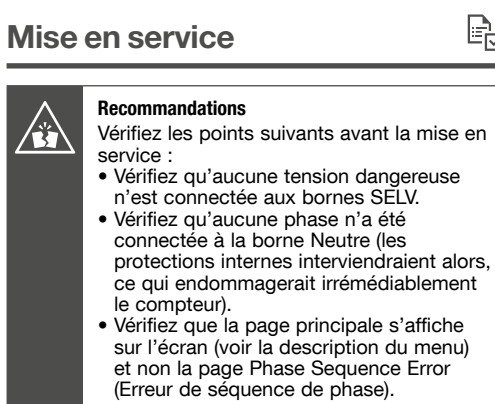 Mise en service
Recommandations
Vérifiez les points suivants avant la mise en
service :
• Vérifiez qu’aucune tension dangereuse
n’est connectée aux bornes SELV.
• Vérifiez qu’aucune phase n’a été
connectée à la borne Neutre (les
protections internes interviendraient alors,
ce qui endommagerait irrémédiablement
le compteur).
• Vérifiez que la page principale s’affiche
sur l’écran (voir la description du menu)
et non la page Phase Sequence Error
(Erreur de séquence de phase).